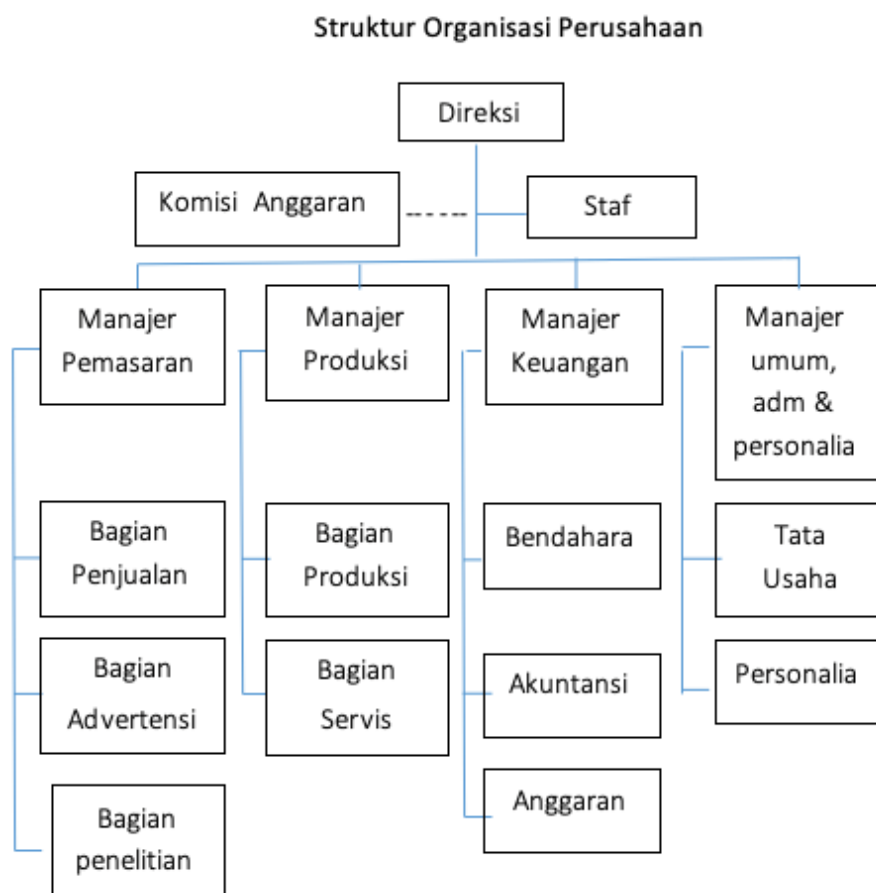 Struktur Organisasi Perusahaan
Direksi
Komisi Anggaran
Staf
Manajer
Pemasaran
Manajer
Produksi
Manajer
Keuangan
Manajer
umum,
adm &
personalia
Bagian
Penjualan
Bagian
Produksi
Bendahara
Tata
Usaha
Bagian
Advertensi
Bagian
Servis
Akuntansi
Personalia
Bagian
penelitian
Anggaran